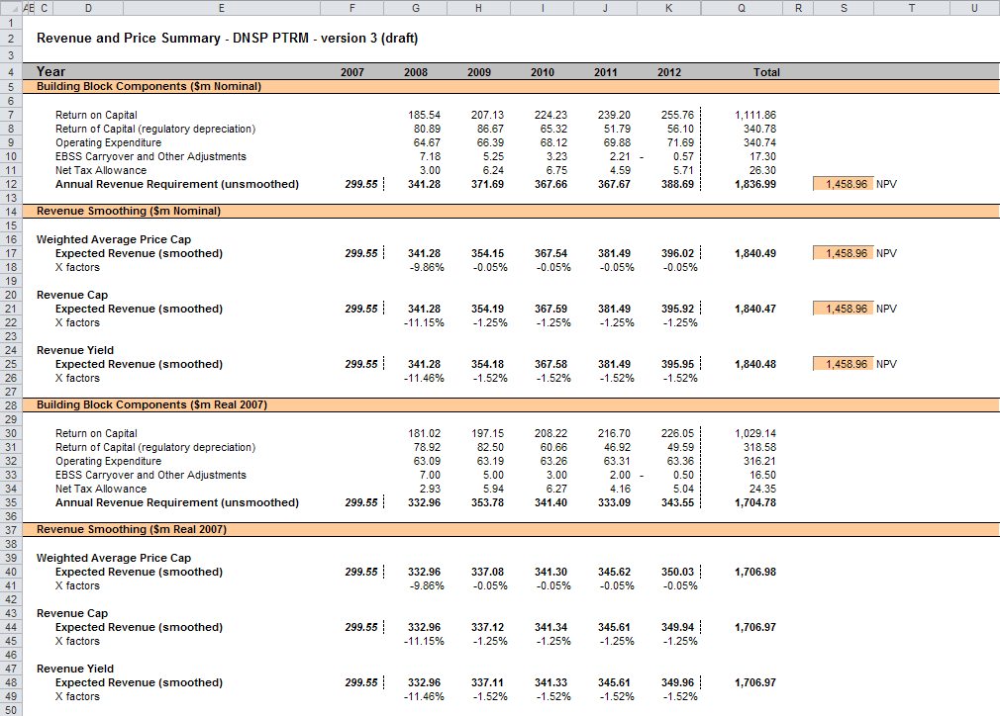 A B C D E F G H I J K Q R S T U
1
2 Revenue and Price Summary - DNSP PTRM - version 3 (draft)
3
4 Year 2007 2008 2009 2010 2011 2012 Total
5 Building Block Components ($m Nominal)
6
7 Return on Capital 185.54 207.13 224.23 239.20 255.76 1,111.86
8 Return of Capital (regulatory depreciation) 80.89 86.67 65.32 51.79 56.10 340.78
9 Operating Expenditure 64.67 66.39 68.12 69.88 71.69 340.74
10 EBSS Carryover and Other Adjustments 7.18 5.25 3.23 2.21 - 0.57 17.30
11 Net Tax Allowance 3.00 6.24 6.75 4.59 5.71 26.30
12 Annual Revenue Requirement (unsmoothed) 299.55 341.28 371.69 367.66 367.67 388.69 1,836.99 1,458.96 NPV
13
14 Revenue Smoothing ($m Nominal)
15
16 Weighted Average Price Cap
17 Expected Revenue (smoothed) 299.55 341.28 354.15 367.54 381.49 396.02 1,840.49 1,458.96 NPV
18 X factors -9.86% -0.05% -0.05% -0.05% -0.05%
19
20 Revenue Cap
21 Expected Revenue (smoothed) 299.55 341.28 354.19 367.59 381.49 395.92 1,840.47 1,458.96 NPV
22 X factors -11.15% -1.25% -1.25% -1.25% -1.25%
23
24 Revenue Yield
25 Expected Revenue (smoothed) 299.55 341.28 354.18 367.58 381.49 395.95 1,840.48 1,458.96 NPV
26 X factors -11.46% -1.52% -1.52% -1.52% -1.52%
27
28 Building Block Components ($m Real 2007)
29
30 Return on Capital 181.02 197.15 208.22 216.70 226.05 1,029.14
31 Return of Capital (regulatory depreciation) 78.92 82.50 60.66 46.92 49.59 318.58
32 Operating Expenditure 63.09 63.19 63.26 63.31 63.36 316.21
33 EBSS Carryover and Other Adjustments 7.00 5.00 3.00 2.00 - 0.50 16.50
34 Net Tax Allowance 2.93 5.94 6.27 4.16 5.04 24.35
35 Annual Revenue Requirement (unsmoothed) 299.55 332.96 353.78 341.40 333.09 343.55 1,704.78
36
37 Revenue Smoothing ($m Real 2007)
38
39 Weighted Average Price Cap
40 Expected Revenue (smoothed) 299.55 332.96 337.08 341.30 345.62 350.03 1,706.98
41 X factors -9.86% -0.05% -0.05% -0.05% -0.05%
42
43 Revenue Cap
44 Expected Revenue (smoothed) 299.55 332.96 337.12 341.34 345.61 349.94 1,706.97
45 X factors -11.15% -1.25% -1.25% -1.25% -1.25%
46
47 Revenue Yield
48 Expected Revenue (smoothed) 299.55 332.96 337.11 341.33 345.61 349.96 1,706.97
49 X factors -11.46% -1.52% -1.52% -1.52% -1.52%
50